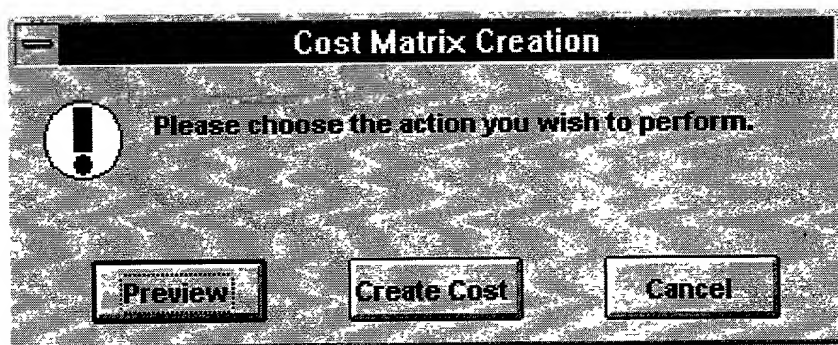 Cost Matrix Creation
Please choose the action you wish to perform.
Preview Create Cost Cancel